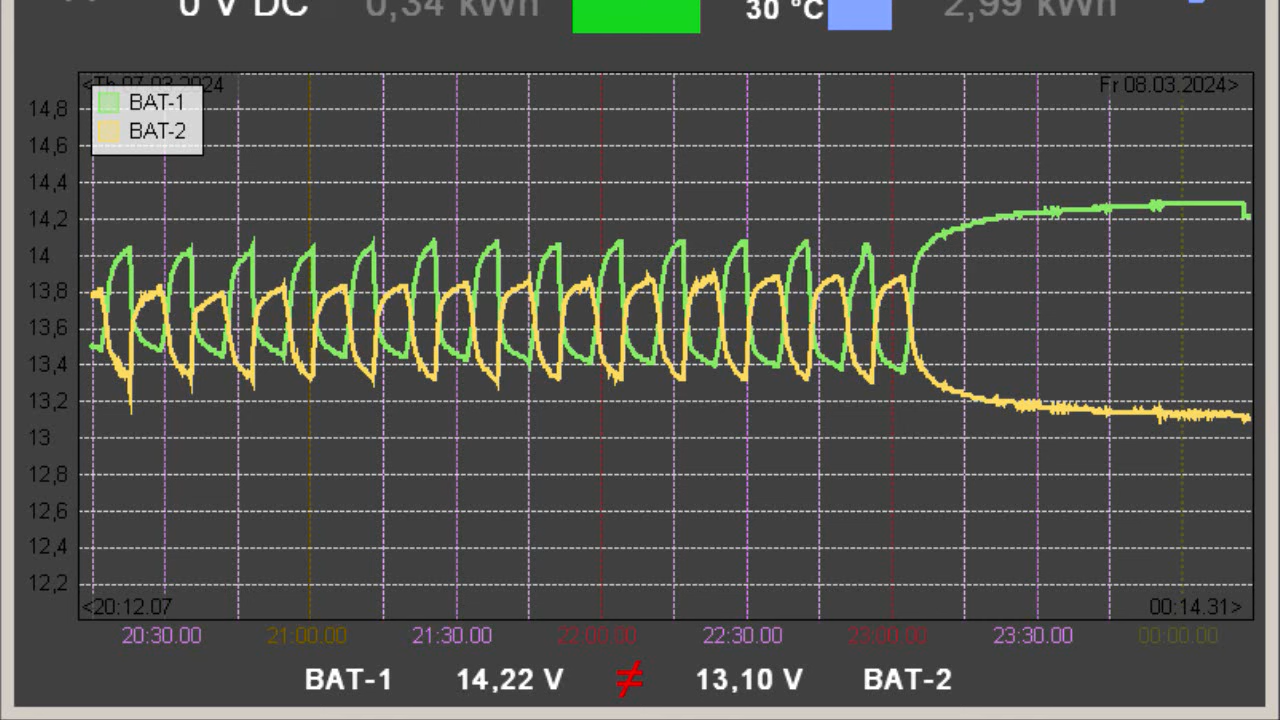 0 V DC 0,34 kWh 30 °C 2,99 kWh
<Th 07.03.2024 Fr 08.03.2024>
BAT-1
BAT-2
14,8
14,6
14,4
14,2
14
13,8
13,6
13,4
13,2
13
12,8
12,6
12,4
12,2
<20:12.07 00:14.31>
20:30.00 21:00.00 21:30.00 22:00.00 22:30.00 23:00.00 23:30.00 00:00.00
BAT-1 14,22 V ≠ 13,10 V BAT-2